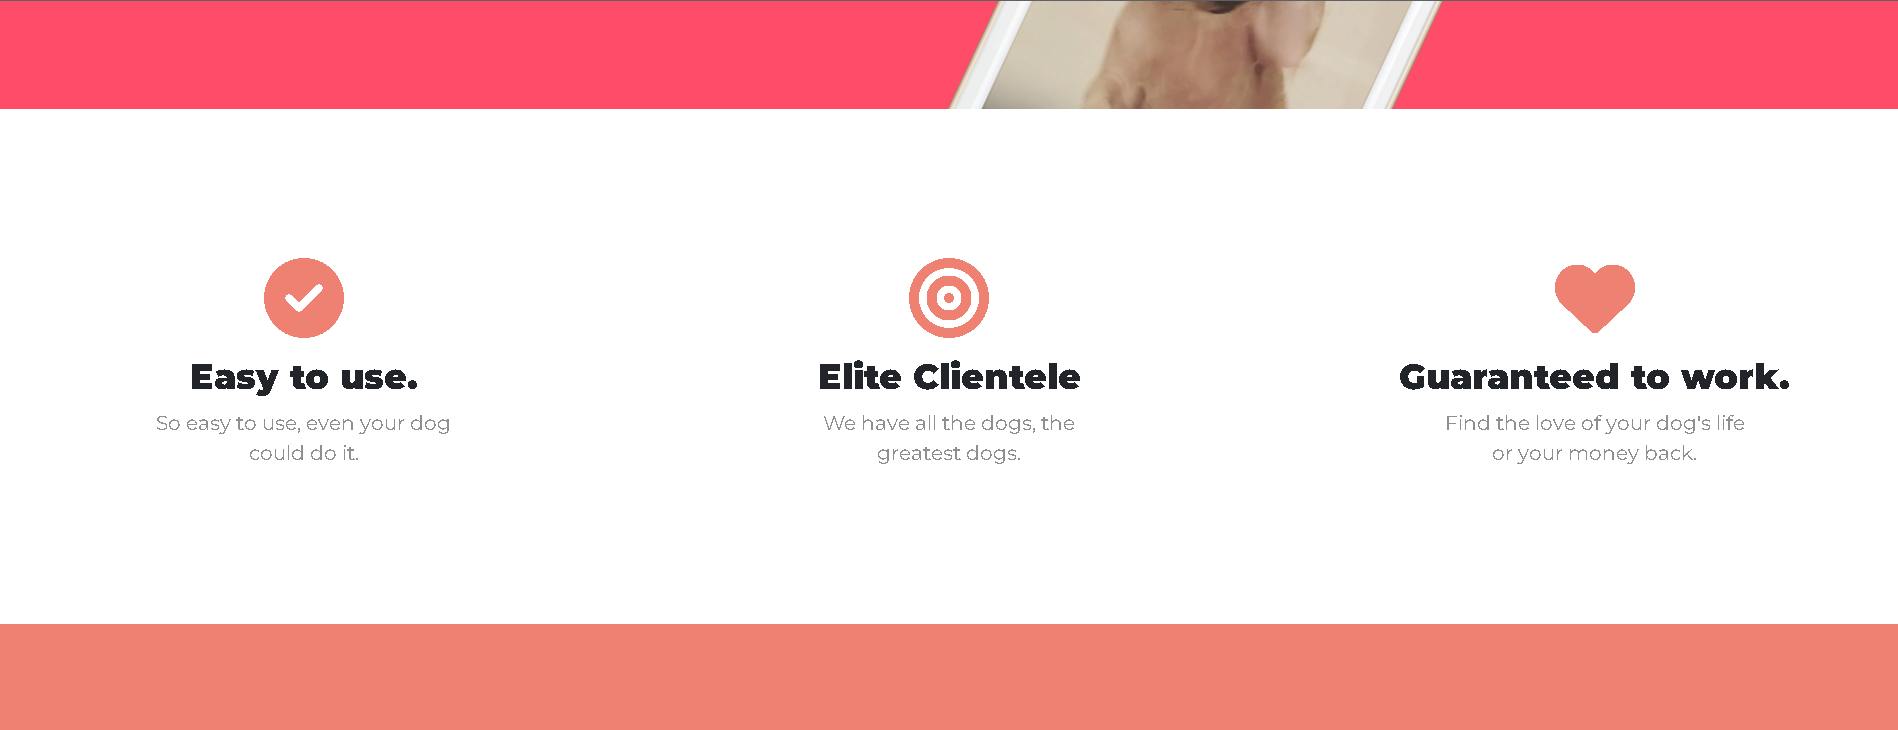 Easy to use.
So easy to use, even your dog
could do it.
Elite Clientele
We have all the dogs, the
greatest dogs.
Guaranteed to work.
Find the love of your dog's life
or your money back.